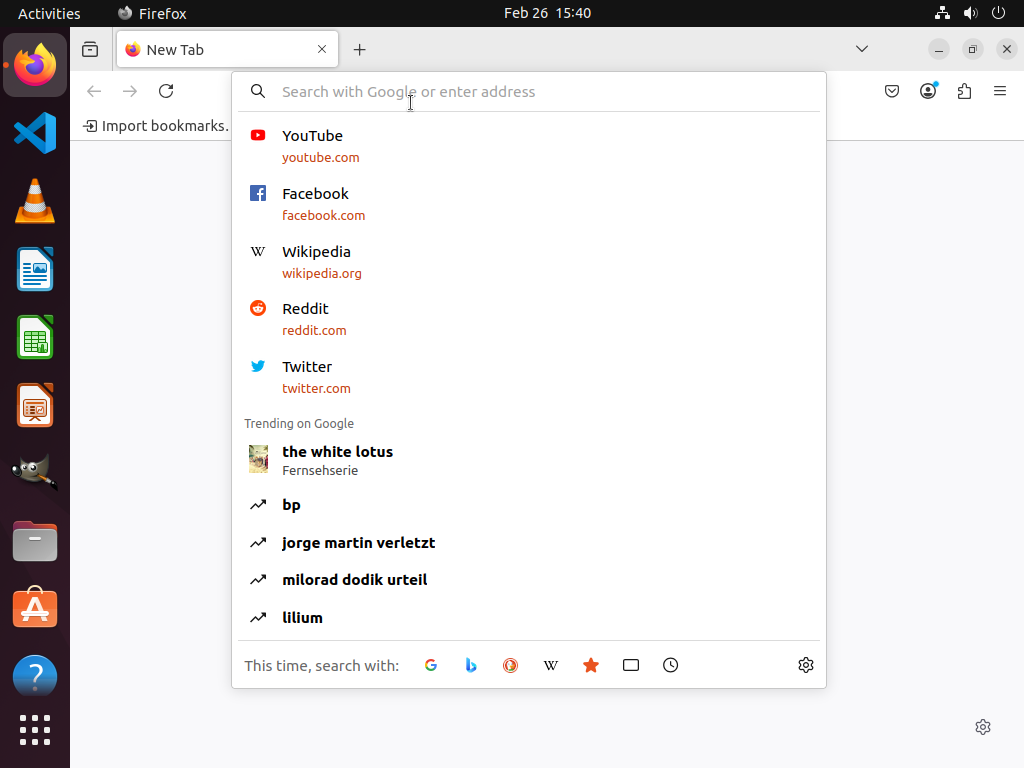 Activities
Firefox
Feb 26 15:40
New Tab
Search with Google or enter address
Import bookmarks.
YouTube
youtube.com
Facebook
facebook.com
W
Wikipedia
wikipedia.org
Reddit
reddit.com
Twitter
twitter.com
Trending on Google
the white lotus
Fernsehserie
bp
jorge martin verletzt
milorad dodik urteil
lilium
This time, search with:
W